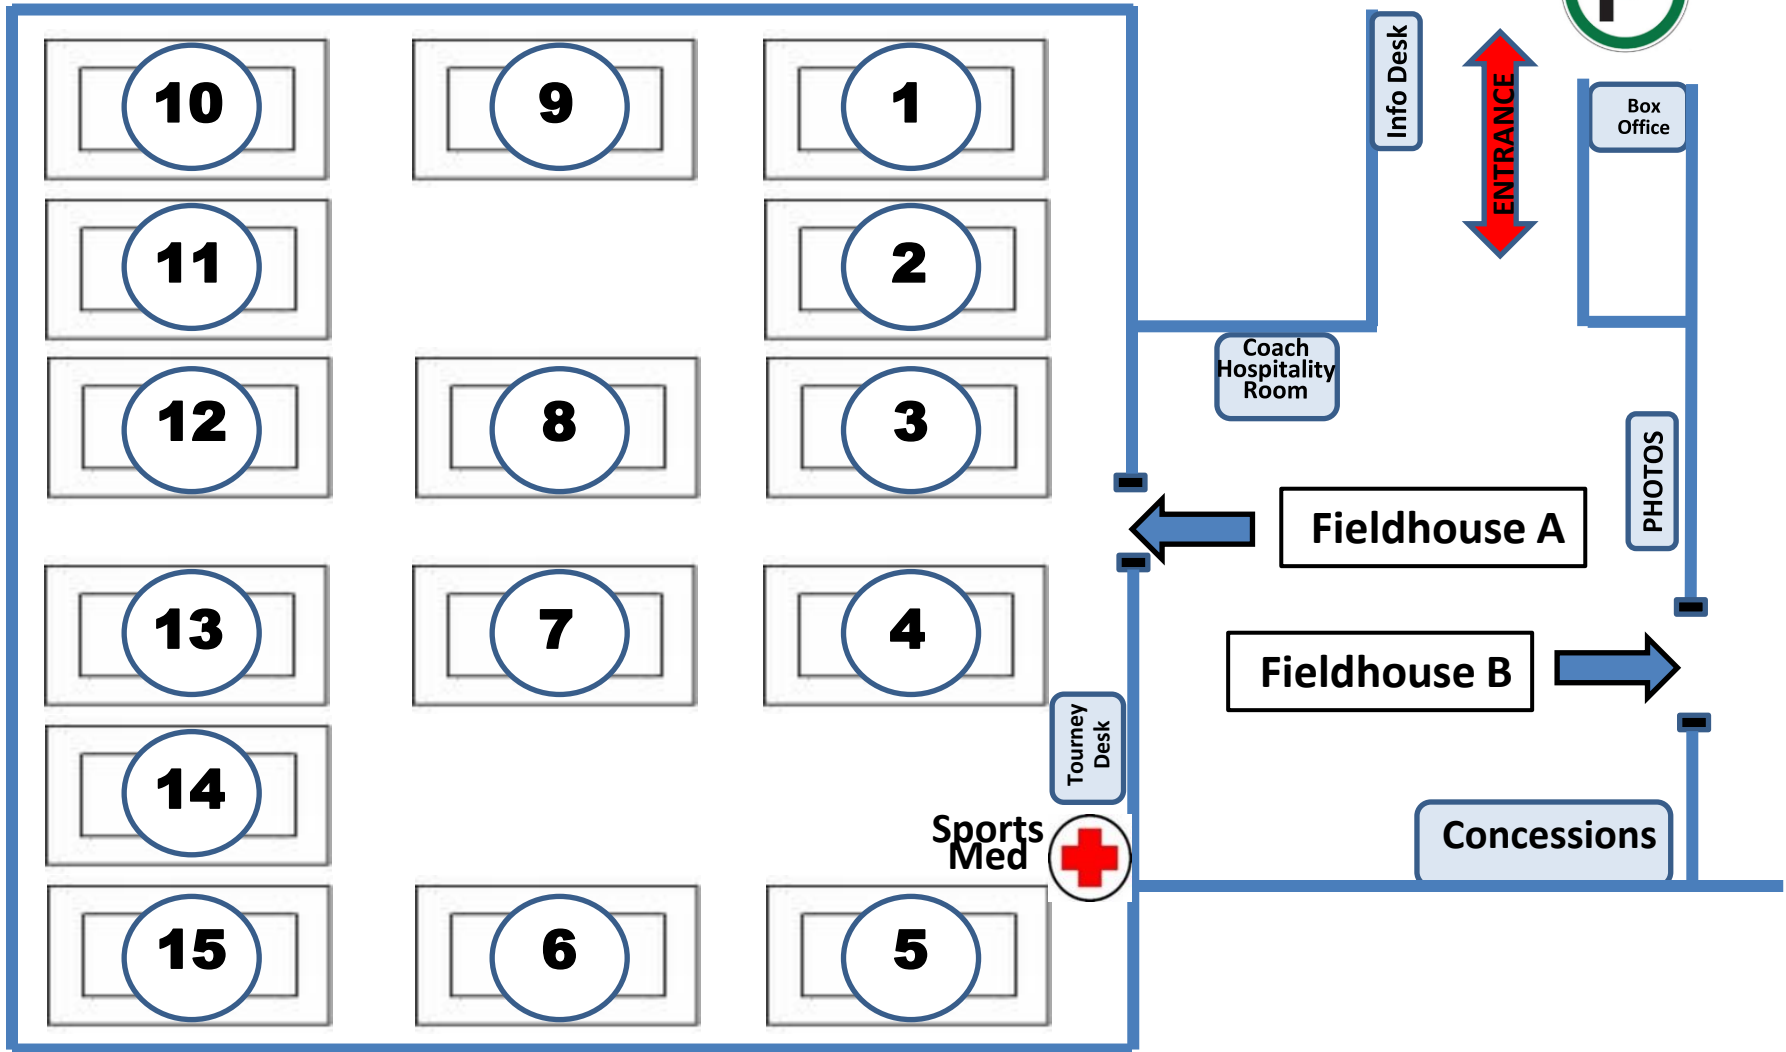 10
9
1
11
2
12
8
3
13
7
4
14
15
6
5
Tourney
Desk
Sports
Med
Info Desk
ENTRANCE
Box
Office
Coach
Hospitality
Room
PHOTOS
Fieldhouse A
Fieldhouse B
Concessions